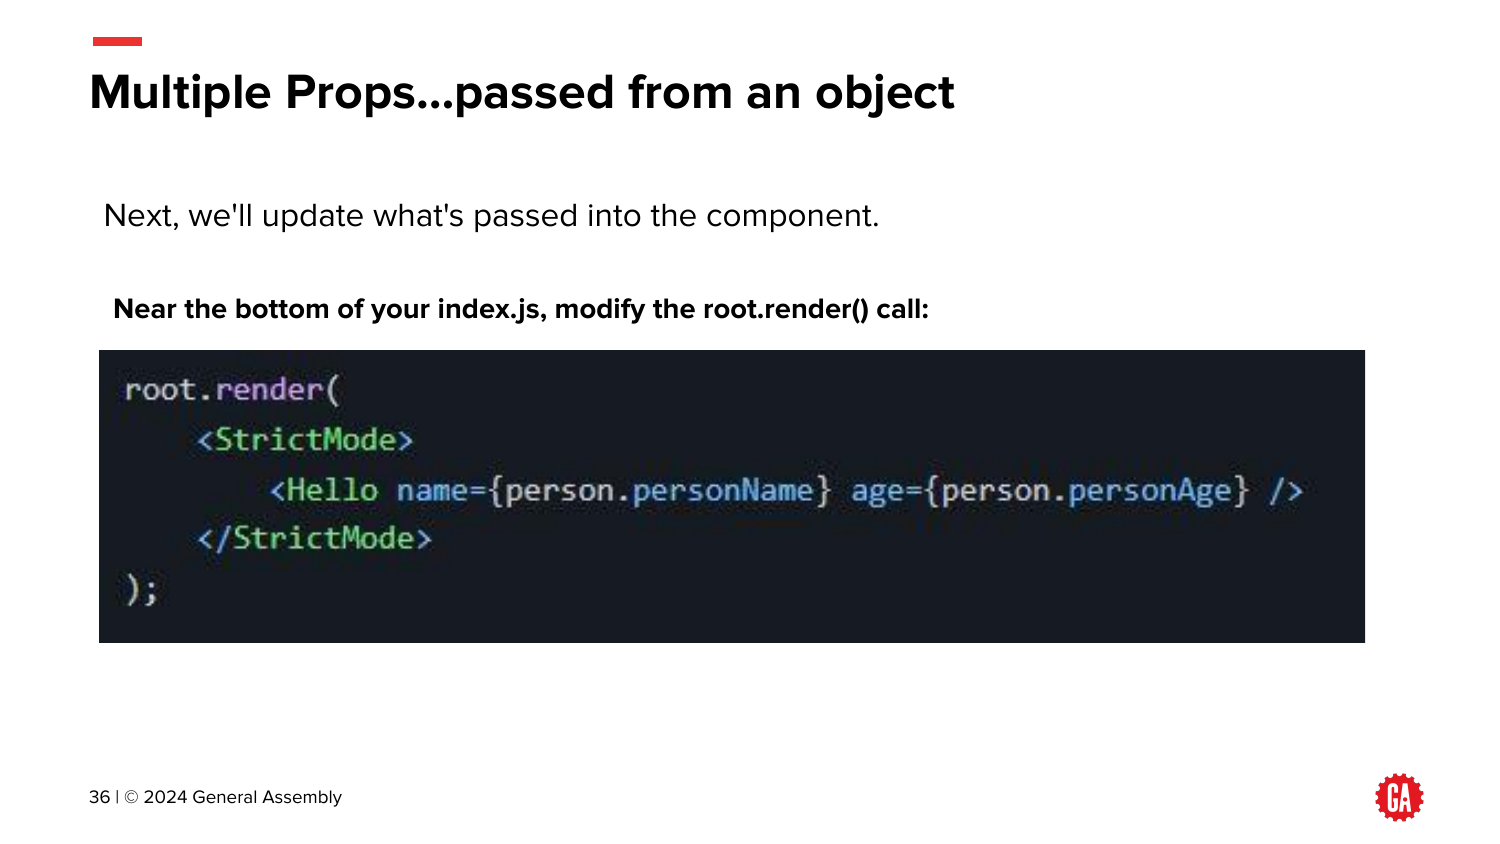 Multiple Props...passed from an object
Next, we'll update what's passed into the component.
Near the bottom of your index.js, modify the root.render() call:
root.render(
    <StrictMode>
        <Hello name={person.personName} age={person.personAge} />
    </StrictMode>
);
36 | © 2024 General Assembly
GA